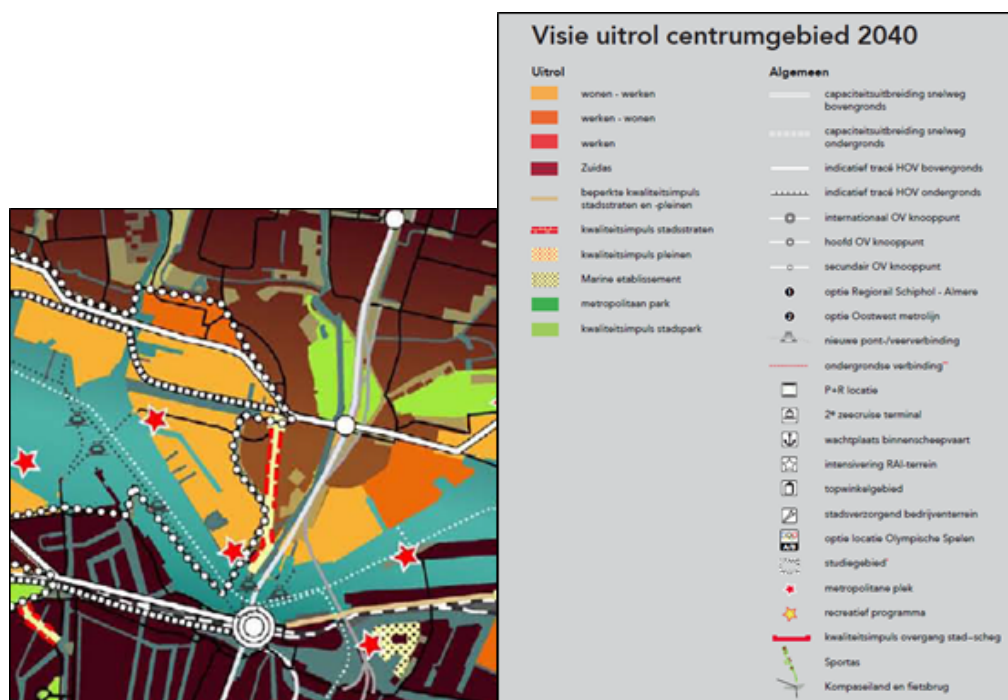 Visie uitrol centrumgebied 2040
Uitrol
wonen - werken
werken - wonen
werken
Zuidas
beperkte kwaliteitsimpuls
stadsstraten en -pleinen
kwaliteitsimpuls stadsstraten
kwaliteitsimpuls pleinen
Marine etablissement
metropolitaan park
kwaliteitsimpuls stadspark
Algemeen
capaciteitsuitbreiding snelweg
bovengronds
capaciteitsuitbreiding snelweg
ondergronds
indicatief tracé HOV bovengronds
indicatief tracé HOV ondergronds
internationaal OV knooppunt
hoofd OV knooppunt
secundair OV knooppunt
1 optie Regiorail Schiphol - Almere
2 optie Oostwest metrolijn
nieuwe pont-/veerverbinding
ondergrondse verbinding
P+R locatie
2e zeecruise terminal
wachtplaats binnenscheepvaart
intensivering RAI-terrein
topwinkelgebied
stadsverzorgend bedrijventerrein
optie locatie Olympische Spelen
studiegebied
metropolitane plek
recreatief programma
kwaliteitsimpuls overgang stad–scheg
Sportas
Kompaseiland en fietsbrug